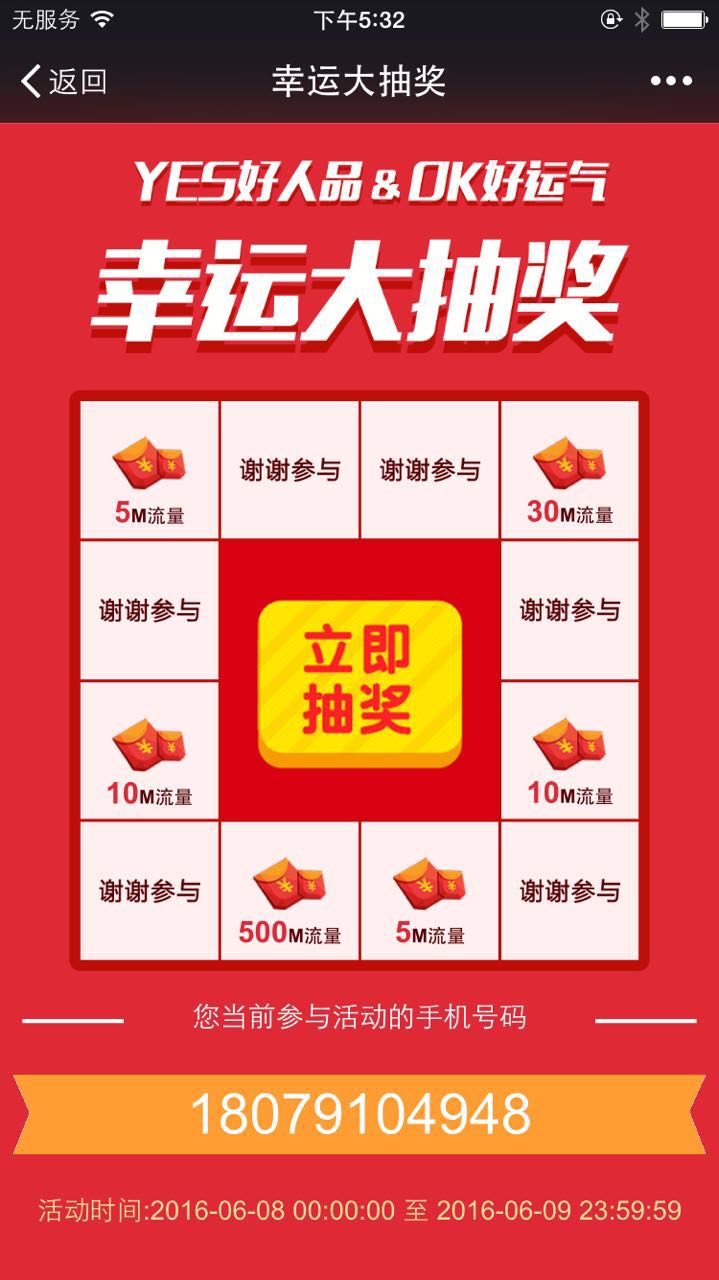 无服务 下午5:32
返回 幸运大抽奖
YES好人品&OK好运气
幸运大抽奖
5M流量 谢谢参与 谢谢参与 30M流量
谢谢参与 谢谢参与
立即
抽奖
10M流量 10M流量
谢谢参与 500M流量 5M流量 谢谢参与
您当前参与活动的手机号码
18079104948
活动时间:2016-06-08 00:00:00 至 2016-06-09 23:59:59